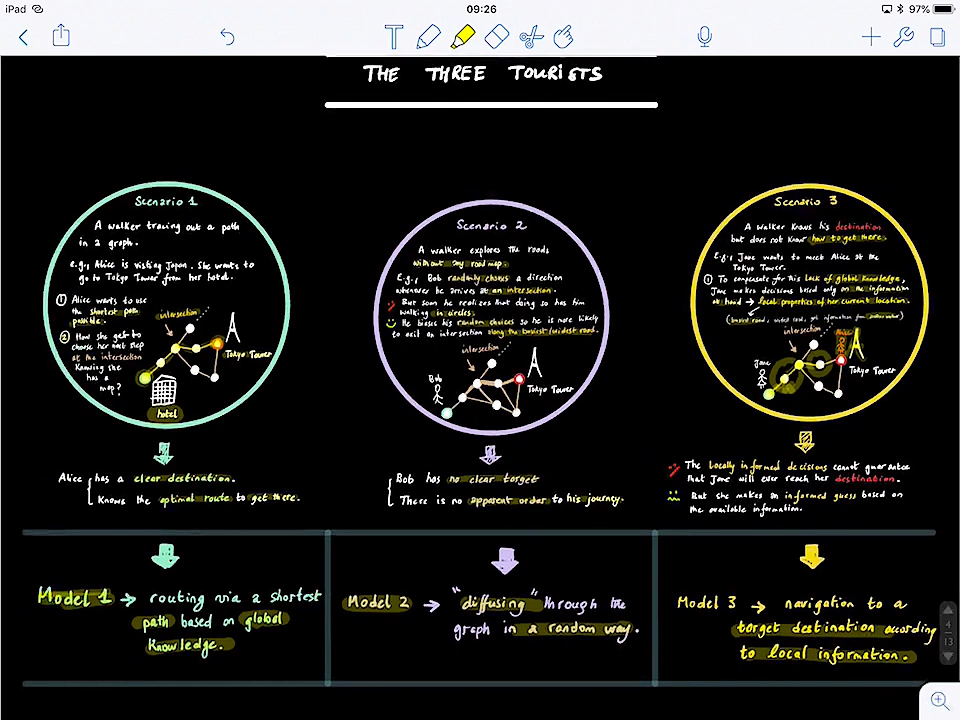 iPad
09:26
97%
T
THE THREE TOURISTS
Scenario 1
A walker tracing out a path
in a graph.
e.g., Alice is visiting Japan. She wants to
go to Tokyo Tower from her hotel.
① Alice wants to use
the shortest path
possible.
② How she get to
choose her next step
at the intersection
Knowing she
has a
map?
intersection
Tokyo Tower
hotel
Alice has a clear destination.
Knows the optimal route to get there.
Scenario 2
A walker explores the roads
without any road map.
E.g., Bob randomly choses a direction
whenever he arrives at an intersection.
But soon he realizes that doing so has him
walking in circles.
He biases his random choices so he is more likely
to exit an intersection along the busiest/widest road.
intersection
Bob
Tokyo Tower
Bob has no clear target
There is no apparent order to his journey.
Scenario 3
A walker knows his destination
but does not know how to get there.
E.g., Jane wants to meet Alice at the
Tokyo Tower.
① To compensate for this lack of global knowledge,
Jane makes decisions based only on the information
at hand → local properties of her current location.
intersection
Alice
Jane
Tokyo Tower
The locally informed decisions cannot guarantee
that Jane will ever reach her destination.
But she makes an informed guess based on
the available information.
Model 1 → routing via a shortest
path based on global
knowledge.
Model 2 → "diffusing" through the
graph in a random way.
Model 3 → navigation to a
target destination according
to local information.
4
13